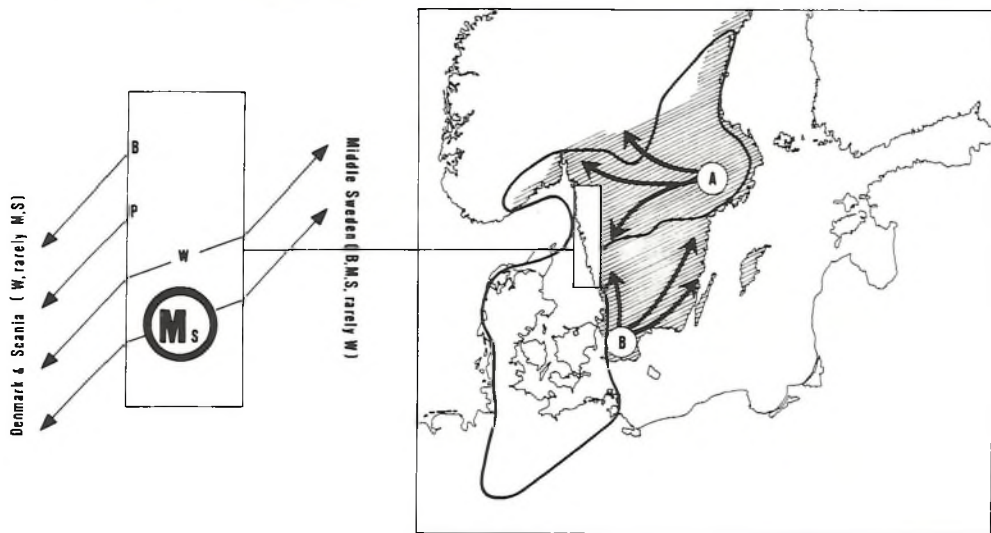 Denmark & Scania ( W, rarely M,S)
B
P
W
Ms
Middle Sweden ( B,M,S, rarely W )
A
B